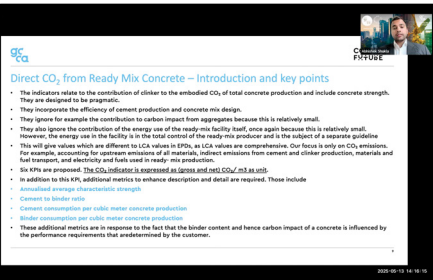 gc
ca
FUTURE
Direct CO₂ from Ready Mix Concrete – Introduction and key points
• The indicators relate to the contribution of clinker to the embodied CO₂ of total concrete production and include concrete strength.
They are designed to be pragmatic.
• They incorporate the efficiency of cement production and concrete mix design.
• They ignore for example the contribution to carbon impact from aggregates because this is relatively small.
• They also ignore the contribution of the energy use of the ready-mix facility itself, once again because this is relatively small.
However, the energy use in the facility is in the total control of the ready-mix producer and is the subject of a separate guideline
• This will give values which are different to LCA values in EPDs, as LCA values are comprehensive. Our focus is only on CO₂ emissions.
For example, accounting for upstream emissions of all materials, indirect emissions from cement and clinker production, materials and
fuel transport, and electricity and fuels used in ready- mix production.
• Six KPIs are proposed. The CO₂ indicator is expressed as (gross and net) CO₂/ m3 as unit.
• In addition to this KPI, additional metrics to enhance description and detail are required. Those include
• Annualised average characteristic strength
• Cement to binder ratio
• Cement consumption per cubic meter concrete production
• Binder consumption per cubic meter concrete production
• These additional metrics are in response to the fact that the binder content and hence carbon impact of a concrete is influenced by
the performance requirements that aredetermined by the customer.
2025-05-13 14:16:15